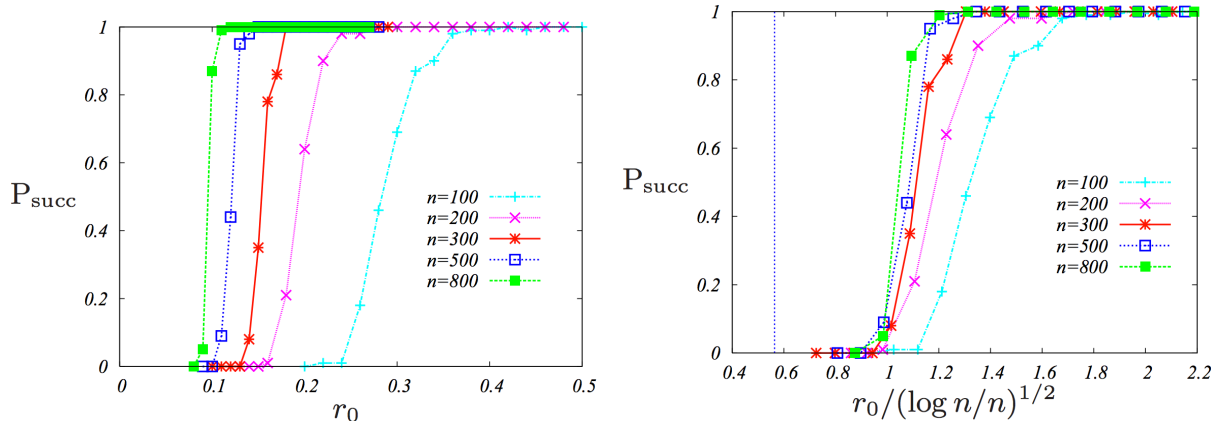 1
0.8
0.6
0.4
0.2
0
P_succ
n=100
n=200
n=300
n=500
n=800
0 0.1 0.2 0.3 0.4 0.5
r_0
1
0.8
0.6
0.4
0.2
0
P_succ
n=100
n=200
n=300
n=500
n=800
0.4 0.6 0.8 1 1.2 1.4 1.6 1.8 2 2.2
r_0/(log n/n)^{1/2}